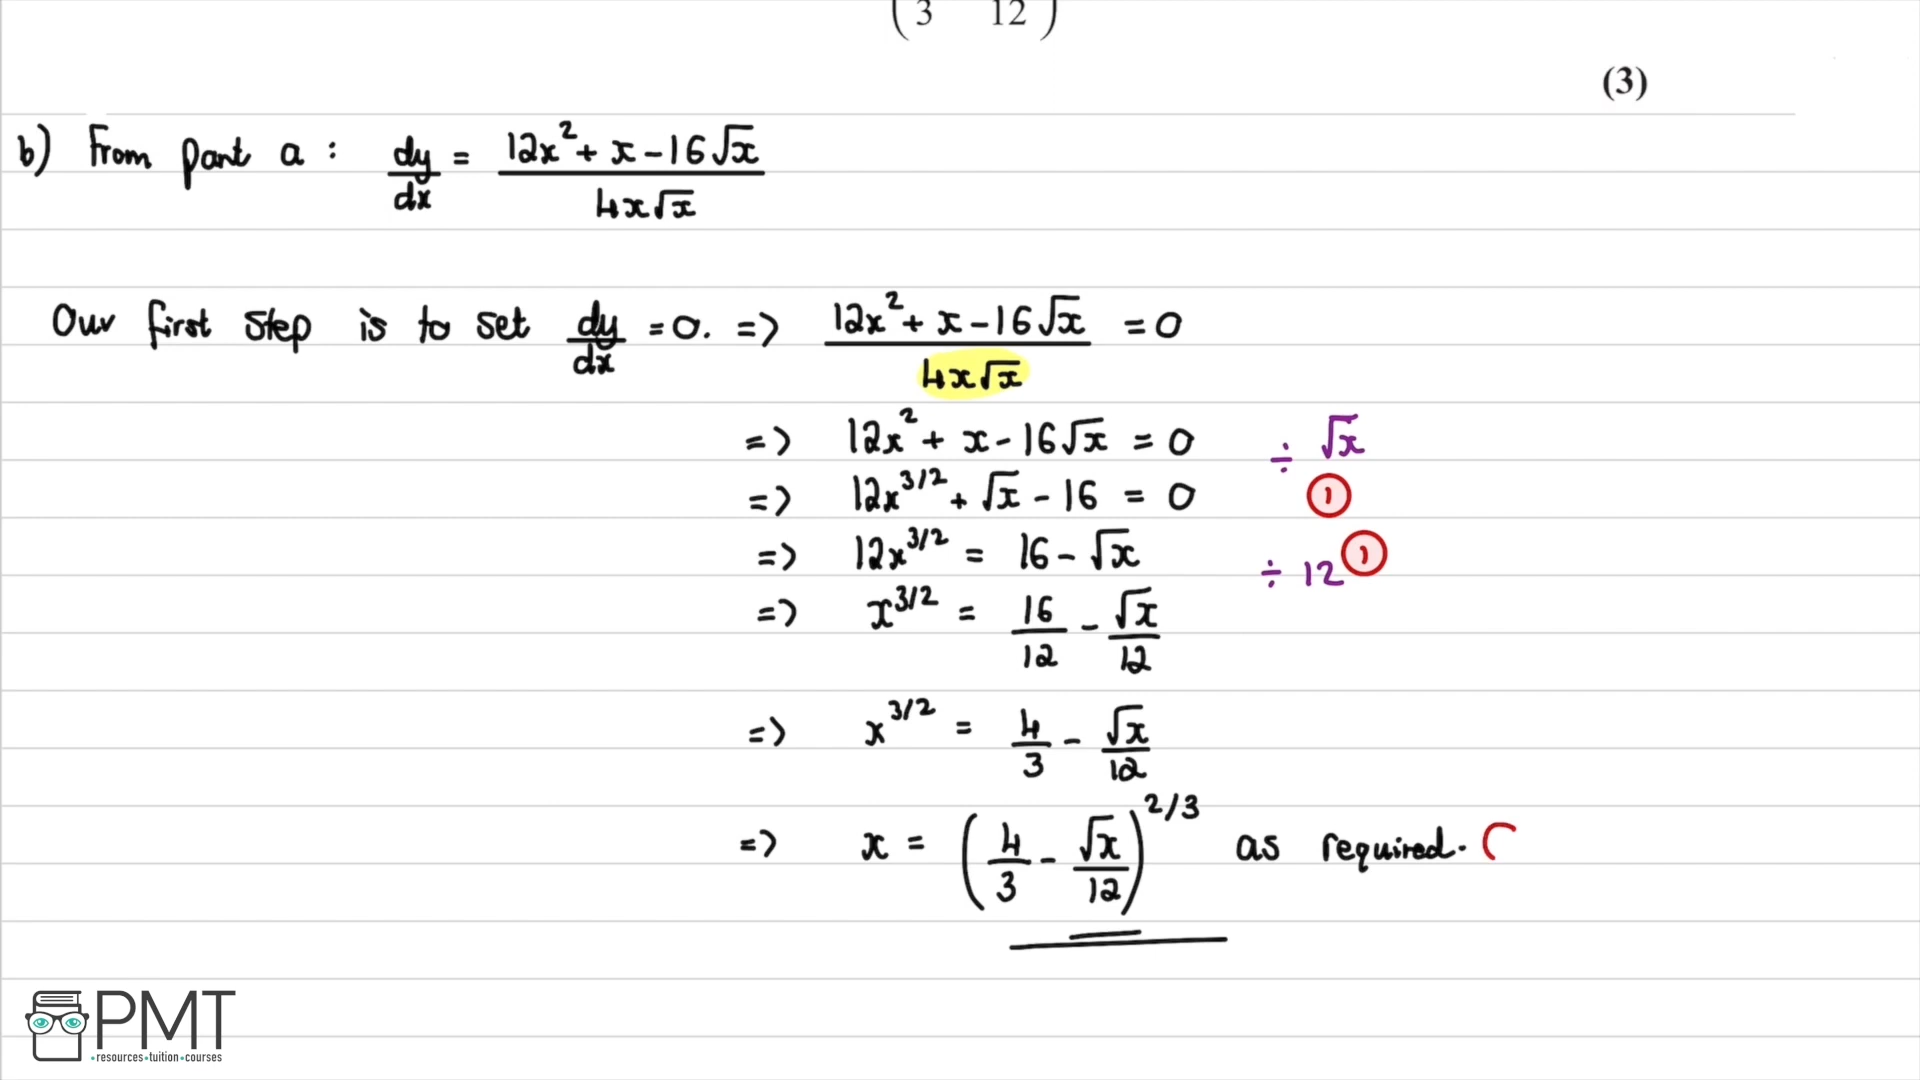 ( 3 12 )
(3)
b) From part a : dy/dx = (12x² + x - 16√x)/(4x√x)
Our first step is to set dy/dx = 0. => (12x² + x - 16√x)/(4x√x) = 0
=> 12x² + x - 16√x = 0 ÷ √x
=> 12x^3/2 + √x - 16 = 0 1
=> 12x^3/2 = 16 - √x ÷ 12 1
=> x^3/2 = 16/12 - √x/12
=> x^3/2 = 4/3 - √x/12
=> x = (4/3 - √x/12)^2/3 as required.
PMT
•resources•tuition•courses